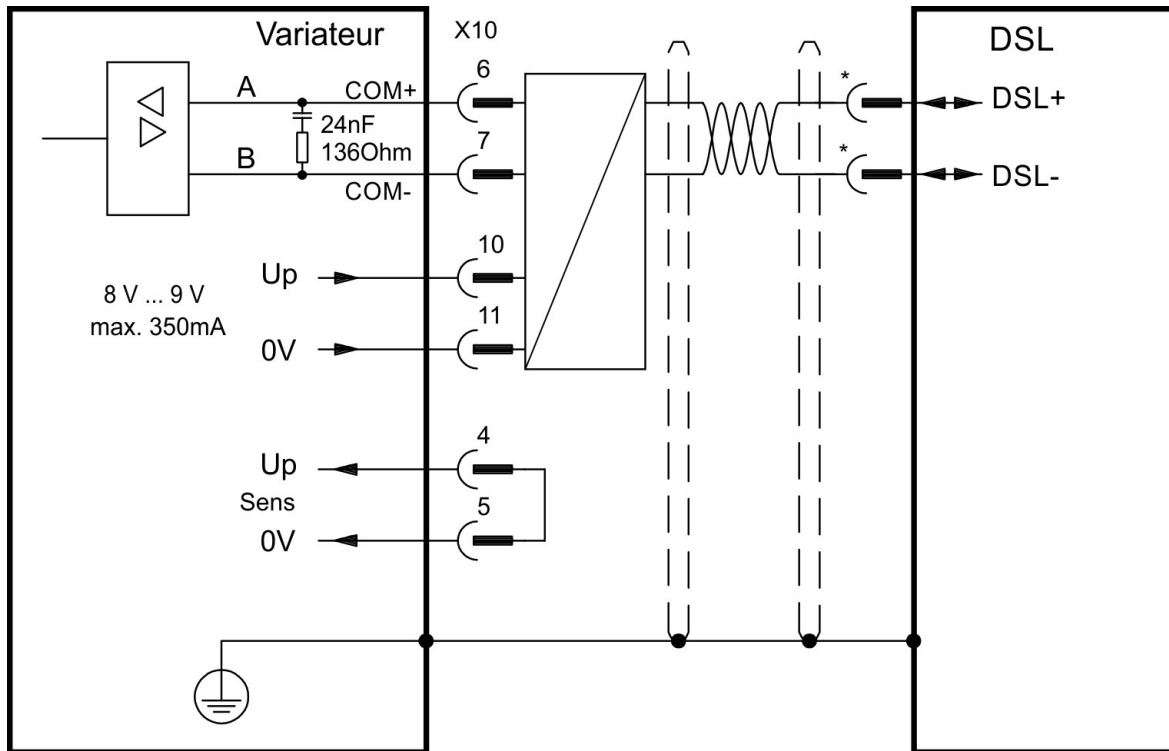 Variateur
X10
DSL
A
COM+
6
*
DSL+
24nF
136Ohm
B
COM-
7
*
DSL-
Up
10
8 V ... 9 V
max. 350mA
0V
11
Up
4
Sens
5
0V